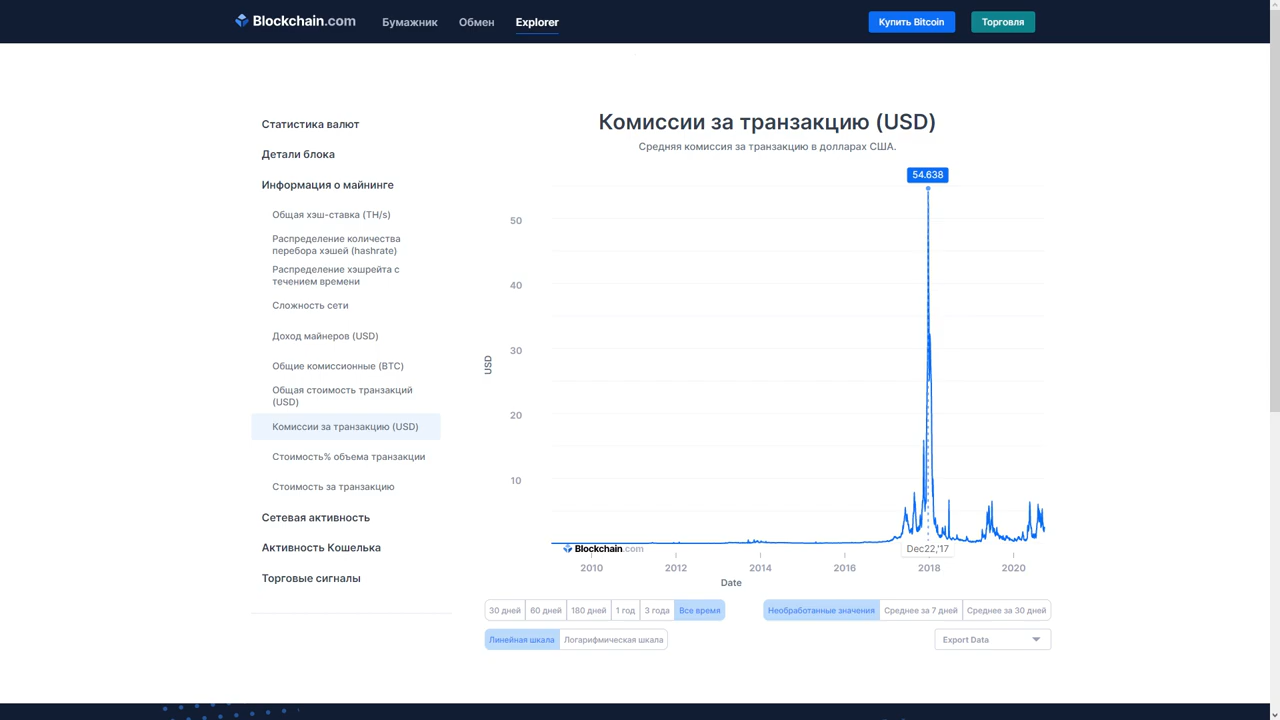 Blockchain.com
Бумажник
Обмен
Explorer
Купить Bitcoin
Торговля
Статистика валют
Детали блока
Информация о майнинге
Общая хэш-ставка (TH/s)
Распределение количества
перебора хэшей (hashrate)
Распределение хэшрейта с
течением времени
Сложность сети
Доход майнеров (USD)
Общие комиссионные (BTC)
Общая стоимость транзакций
(USD)
Комиссии за транзакцию (USD)
Стоимость% объема транзакции
Стоимость за транзакцию
Сетевая активность
Активность Кошелька
Торговые сигналы
Комиссии за транзакцию (USD)
Средняя комиссия за транзакцию в долларах США.
54.638
50
40
30
20
10
USD
Blockchain.com
Dec22,'17
2010
2012
2014
2016
2018
2020
Date
30 дней
60 дней
180 дней
1 год
3 года
Все время
Необработанные значения
Среднее за 7 дней
Среднее за 30 дней
Линейная шкала
Логарифмическая шкала
Export Data